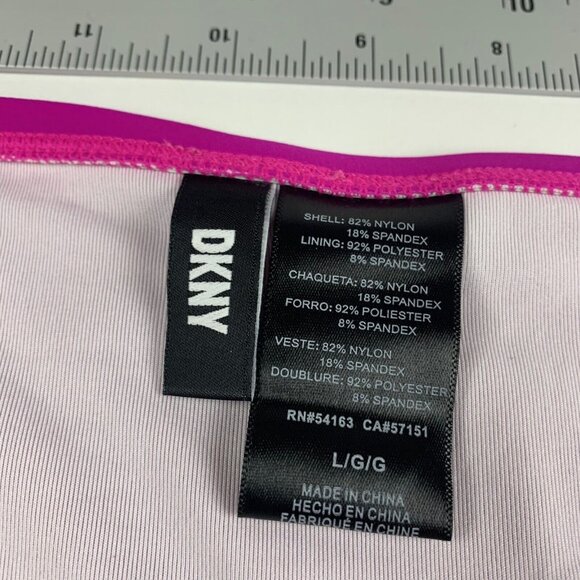 11
10
9
8
01
DKNY
SHELL: 82% NYLON
18% SPANDEX
LINING: 92% POLYESTER
8% SPANDEX
CHAQUETA: 82% NYLON
18% SPANDEX
FORRO: 92% POLIESTER
8% SPANDEX
VESTE: 82% NYLON
18% SPANDEX
DOUBLURE: 92% POLYESTER
8% SPANDEX
RN#54163 CA#57151
L/G/G
MADE IN CHINA
HECHO EN CHINA
FABRIQUÉ EN CHINE